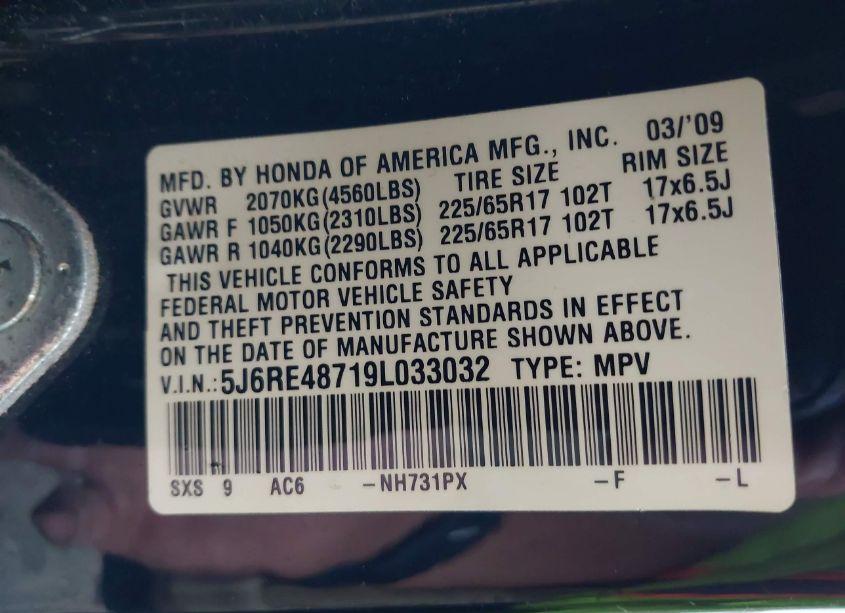 MFD. BY HONDA OF AMERICA MFG., INC. 03/'09
GVWR 2070KG(4560LBS) TIRE SIZE RIM SIZE
GAWR F 1050KG(2310LBS) 225/65R17 102T 17x6.5J
GAWR R 1040KG(2290LBS) 225/65R17 102T 17x6.5J
THIS VEHICLE CONFORMS TO ALL APPLICABLE
FEDERAL MOTOR VEHICLE SAFETY
AND THEFT PREVENTION STANDARDS IN EFFECT
ON THE DATE OF MANUFACTURE SHOWN ABOVE.
V.I.N.:5J6RE48719L033032 TYPE: MPV
SXS 9 AC6 -NH731PX -F -L